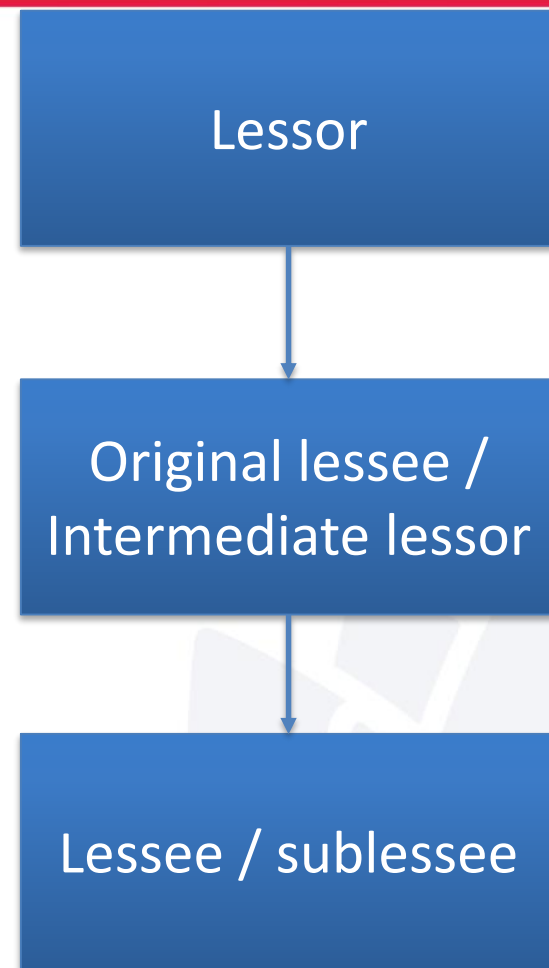 Lessor
Original lessee /
Intermediate lessor
Lessee / sublessee